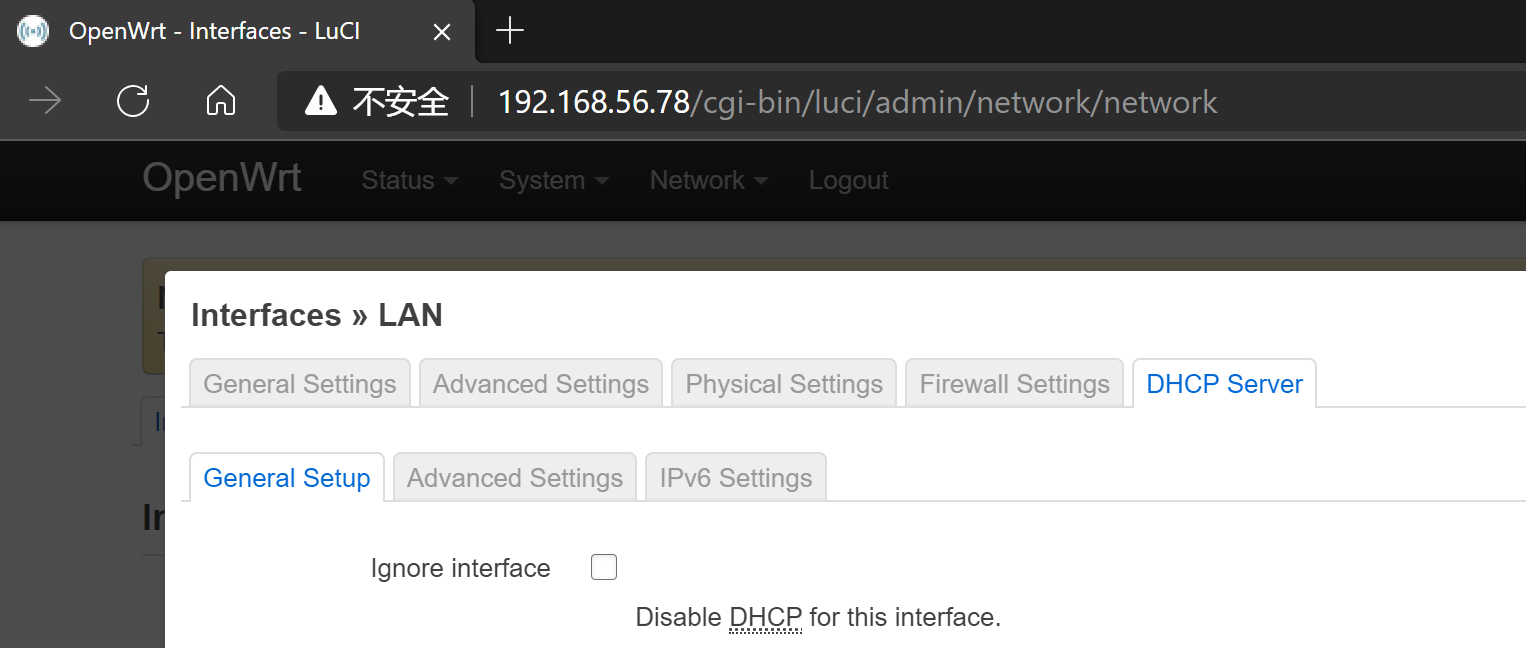 OpenWrt - Interfaces - LuCI
不安全 192.168.56.78/cgi-bin/luci/admin/network/network
OpenWrt Status System Network Logout
Interfaces » LAN
General Settings Advanced Settings Physical Settings Firewall Settings DHCP Server
General Setup Advanced Settings IPv6 Settings
Ignore interface
Disable DHCP for this interface.